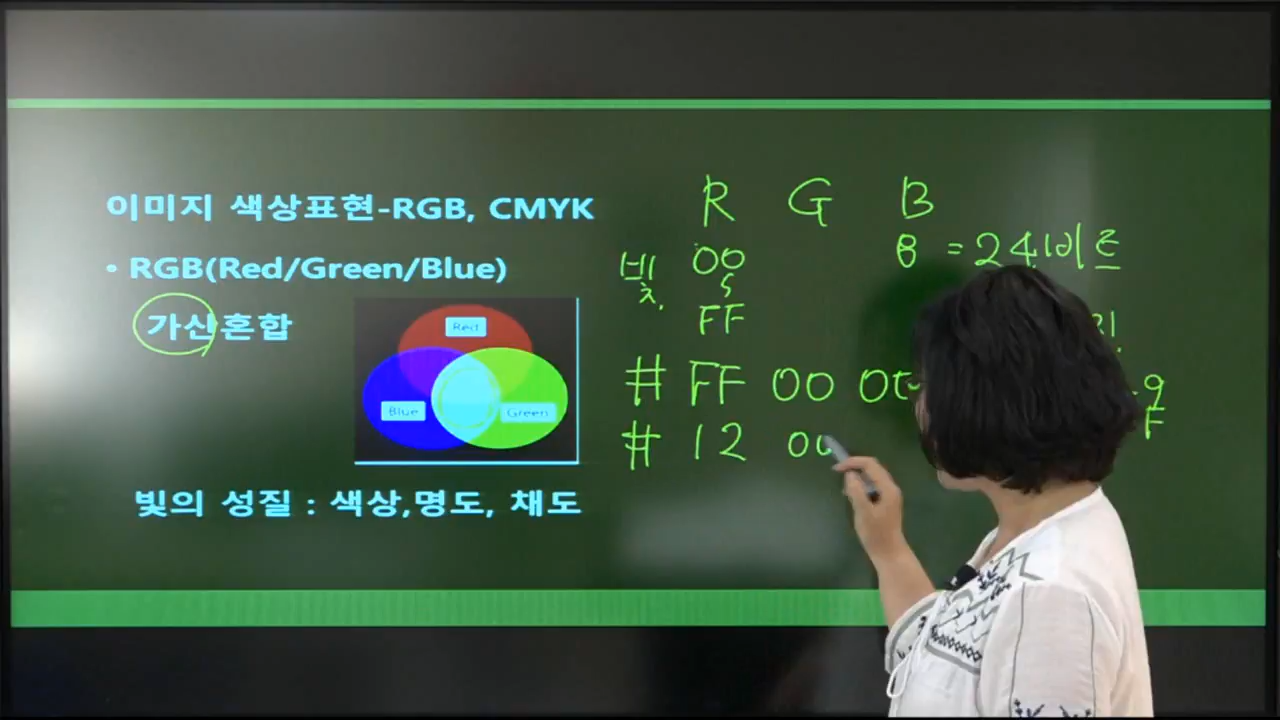 이미지 색상표현-RGB, CMYK
• RGB(Red/Green/Blue)
가산혼합
Red
Blue
Green
빛의 성질 : 색상,명도, 채도
R G B
빛 00 8 = 24비트
FF
# FF 00
# 12
9
F